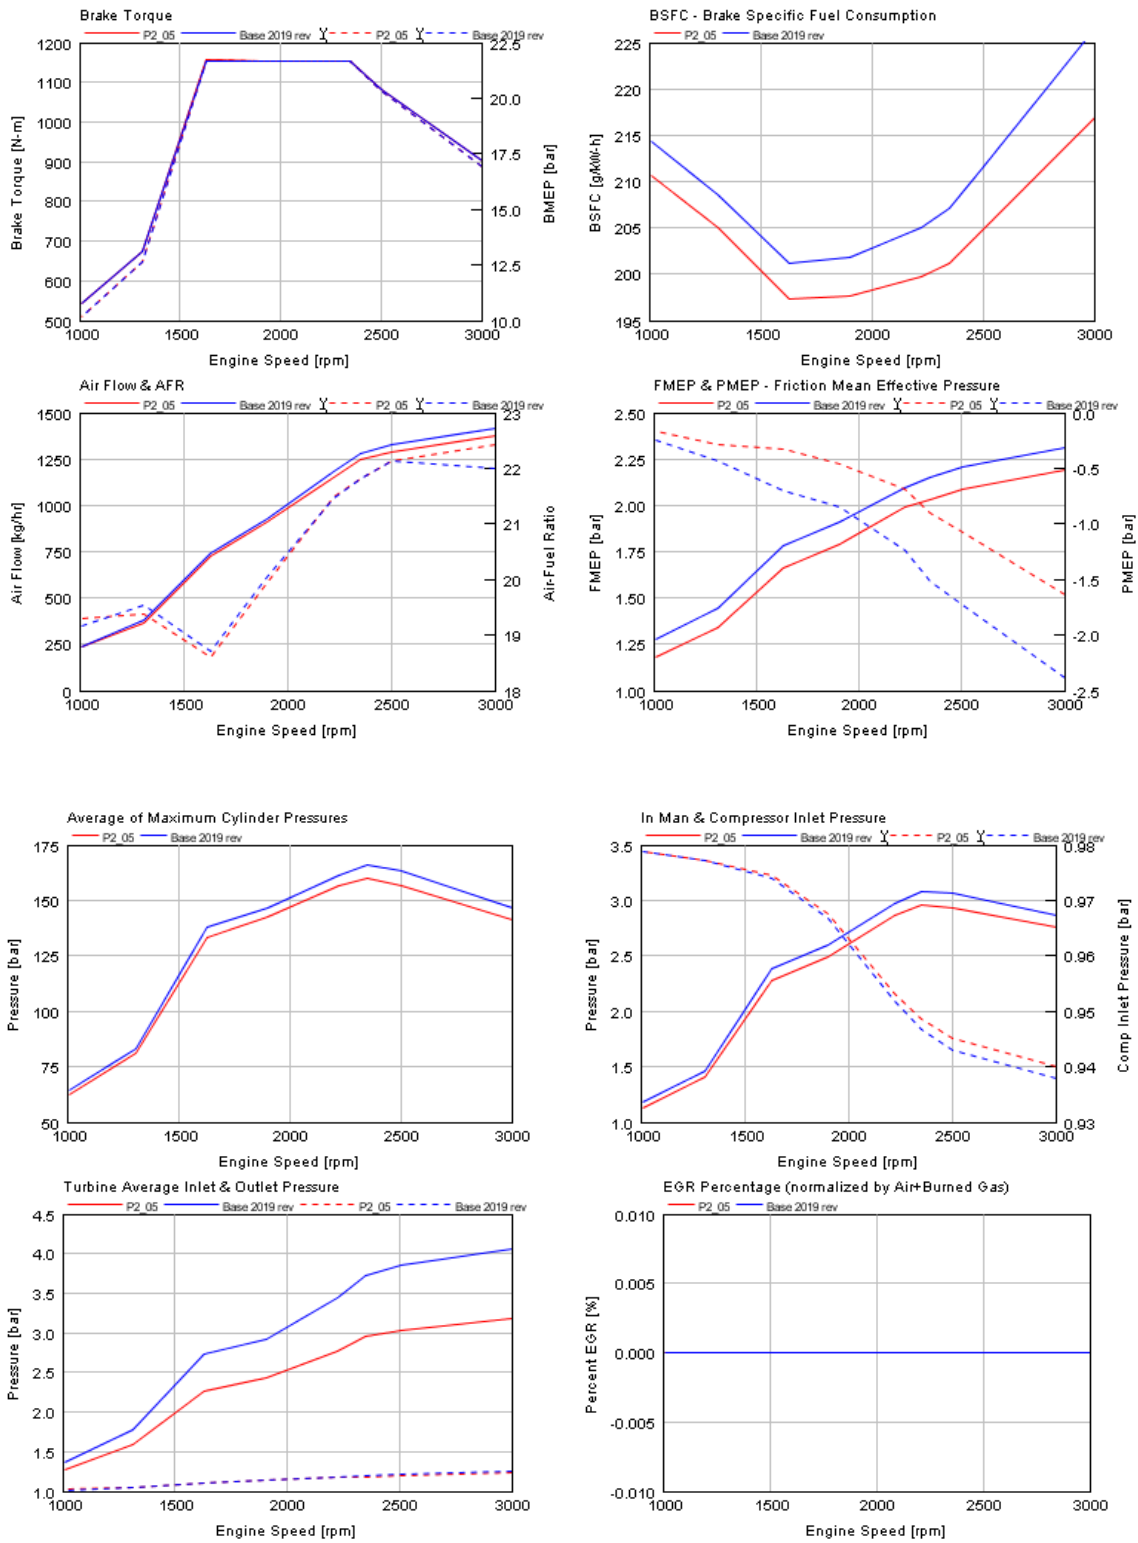 Brake Torque
P2_05 Base 2019 rev Y P2_05 Y Base 2019 rev
1200 1100 1000 900 800 700 600 500
Brake Torque [N-m]
22.5 20.0 17.5 15.0 12.5 10.0
BMEP [bar]
1000 1500 2000 2500 3000
Engine Speed [rpm]
BSFC - Brake Specific Fuel Consumption
P2_05 Base 2019 rev
225 220 215 210 205 200 195
BSFC [g/kW-h]
1000 1500 2000 2500 3000
Engine Speed [rpm]
Air Flow & AFR
P2_05 Base 2019 rev Y P2_05 Y Base 2019 rev
1500 1250 1000 750 500 250 0
Air Flow [kg/hr]
23 22 21 20 19 18
Air-Fuel Ratio
1000 1500 2000 2500 3000
Engine Speed [rpm]
FMEP & PMEP - Friction Mean Effective Pressure
P2_05 Base 2019 rev Y P2_05 Y Base 2019 rev
2.50 2.25 2.00 1.75 1.50 1.25 1.00
FMEP [bar]
0.0 -0.5 -1.0 -1.5 -2.0 -2.5
PMEP [bar]
1000 1500 2000 2500 3000
Engine Speed [rpm]
Average of Maximum Cylinder Pressures
P2_05 Base 2019 rev
175 150 125 100 75 50
Pressure [bar]
1000 1500 2000 2500 3000
Engine Speed [rpm]
In Man & Compressor Inlet Pressure
P2_05 Base 2019 rev Y P2_05 Y Base 2019 rev
3.5 3.0 2.5 2.0 1.5 1.0
Pressure [bar]
0.98 0.97 0.96 0.95 0.94 0.93
Comp Inlet Pressure [bar]
1000 1500 2000 2500 3000
Engine Speed [rpm]
Turbine Average Inlet & Outlet Pressure
P2_05 Base 2019 rev P2_05 Base 2019 rev
4.5 4.0 3.5 3.0 2.5 2.0 1.5 1.0
Pressure [bar]
1000 1500 2000 2500 3000
Engine Speed [rpm]
EGR Percentage (normalized by Air+Burned Gas)
P2_05 Base 2019 rev
0.010 0.005 0.000 -0.005 -0.010
Percent EGR [%]
1000 1500 2000 2500 3000
Engine Speed [rpm]